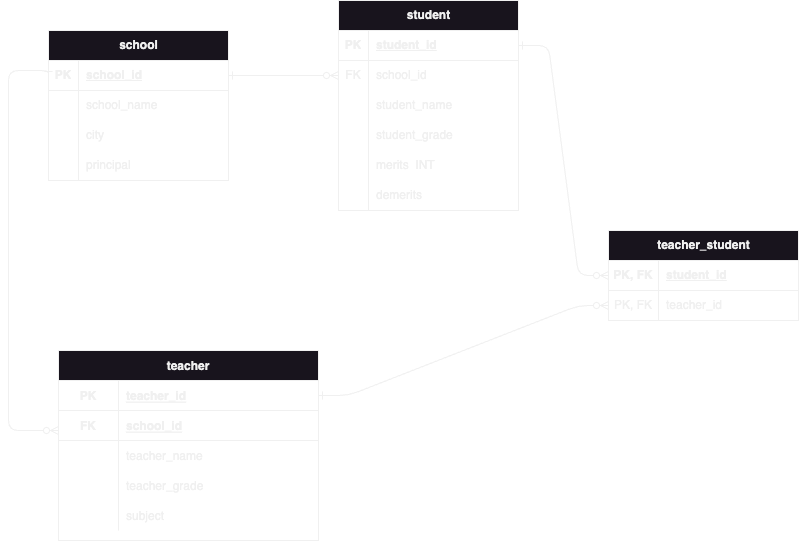 school
PK school_id
school_name
city
principal
student
PK student_id
FK school_id
student_name
student_grade
merits INT
demerits
teacher_student
PK, FK student_id
PK, FK teacher_id
teacher
PK teacher_id
FK school_id
teacher_name
teacher_grade
subject